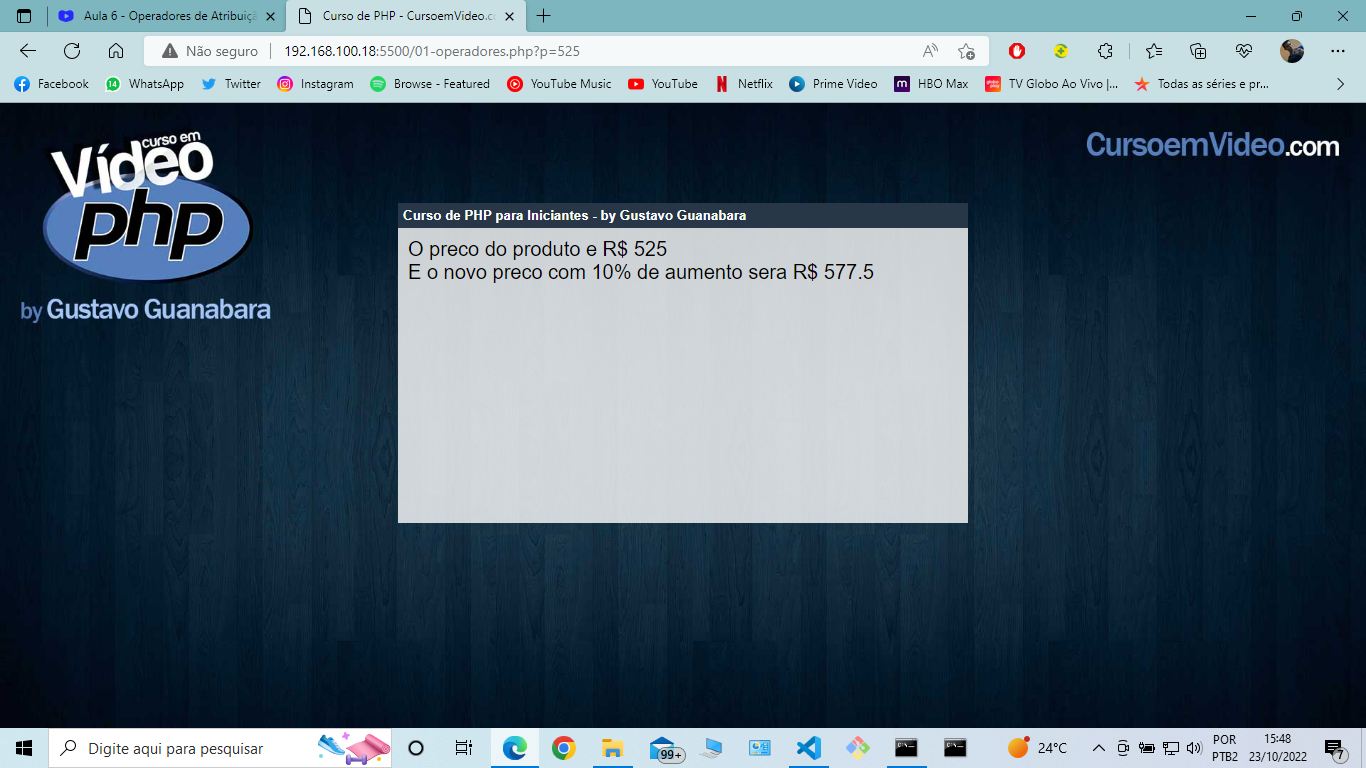 Aula 6 - Operadores de Atribuiçã
Curso de PHP - CursoemVideo.co
Não seguro
192.168.100.18:5500/01-operadores.php?p=525
Facebook
14
WhatsApp
Twitter
Instagram
Browse - Featured
YouTube Music
YouTube
Netflix
Prime Video
m
HBO Max
TV Globo Ao Vivo |...
Todas as séries e pr...
curso em
Vídeo
php
by Gustavo Guanabara
CursoemVideo.com
Curso de PHP para Iniciantes - by Gustavo Guanabara
O preco do produto e R$ 525
E o novo preco com 10% de aumento sera R$ 577.5
Digite aqui para pesquisar
99+
24°C
POR
PTB2
15:48
23/10/2022
7